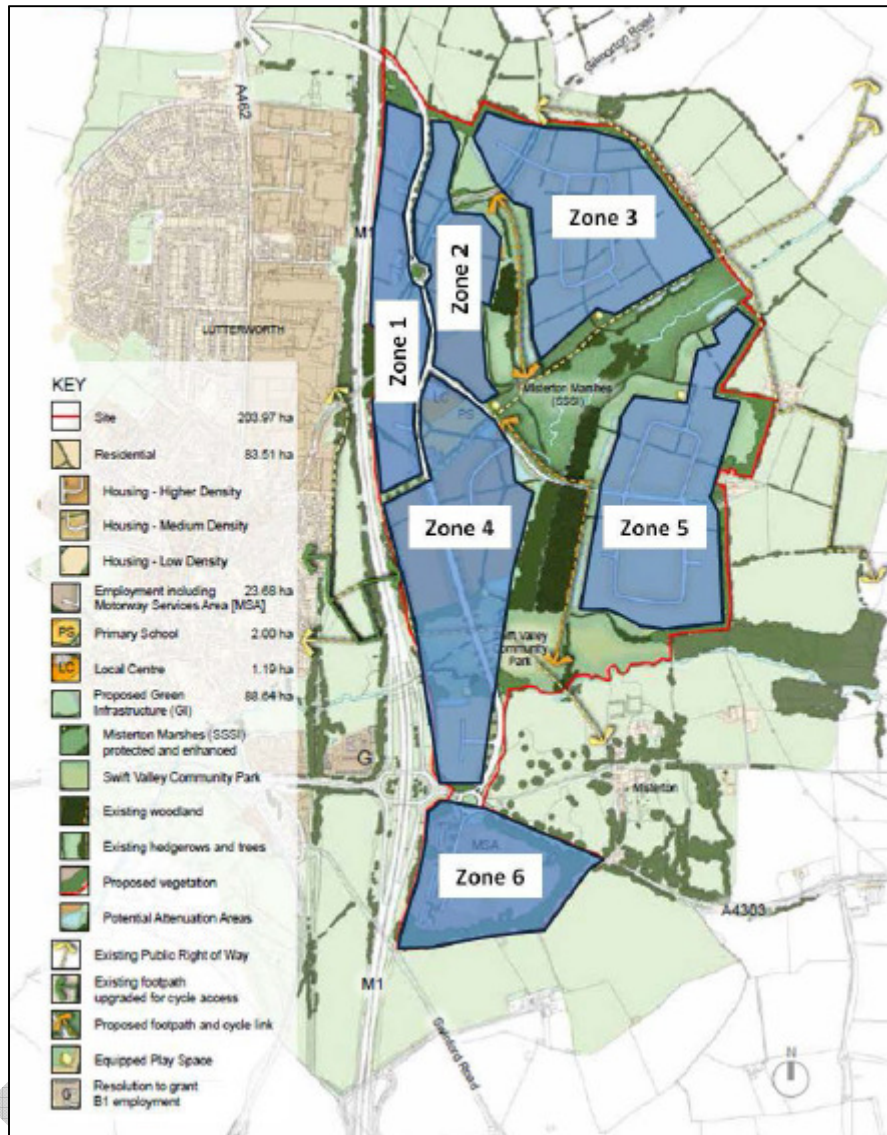 Gilmorton Road
A462
M1
Zone 3
Zone 2
Zone 1
LUTTERWORTH
Misterton Marshes
(SSSI)
LC
PS
KEY
Site 203.97 ha
Residential 83.51 ha
Housing - Higher Density
Housing - Medium Density
Housing - Low Density
Employment including 23.68 ha
Motorway Services Area [MSA]
PS
Primary School 2.00 ha
LC
Local Centre 1.19 ha
Proposed Green 88.64 ha
Infrastructure (GI)
Misterton Marshes (SSSI)
protected and enhanced
Swift Valley Community Park
Existing woodland
Existing hedgerows and trees
Proposed vegetation
Potential Attenuation Areas
Existing Public Right of Way
Existing footpath
upgraded for cycle access
Proposed footpath and cycle link
Equipped Play Space
G
Resolution to grant
B1 employment
Zone 4
Zone 5
Swift Valley
Community
Park
G
Misterton
MSA
Zone 6
A4303
M1
Swinford Road
N